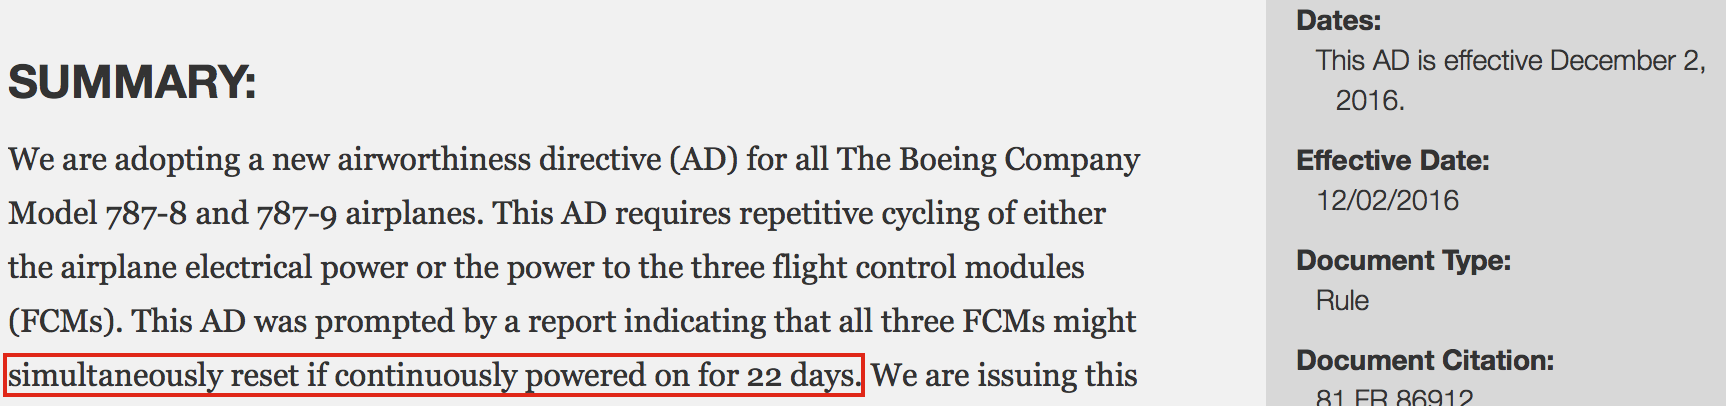 SUMMARY:
We are adopting a new airworthiness directive (AD) for all The Boeing Company
Model 787-8 and 787-9 airplanes. This AD requires repetitive cycling of either
the airplane electrical power or the power to the three flight control modules
(FCMs). This AD was prompted by a report indicating that all three FCMs might
simultaneously reset if continuously powered on for 22 days. We are issuing this
Dates:
This AD is effective December 2,
2016.
Effective Date:
12/02/2016
Document Type:
Rule
Document Citation:
81 FR 86912